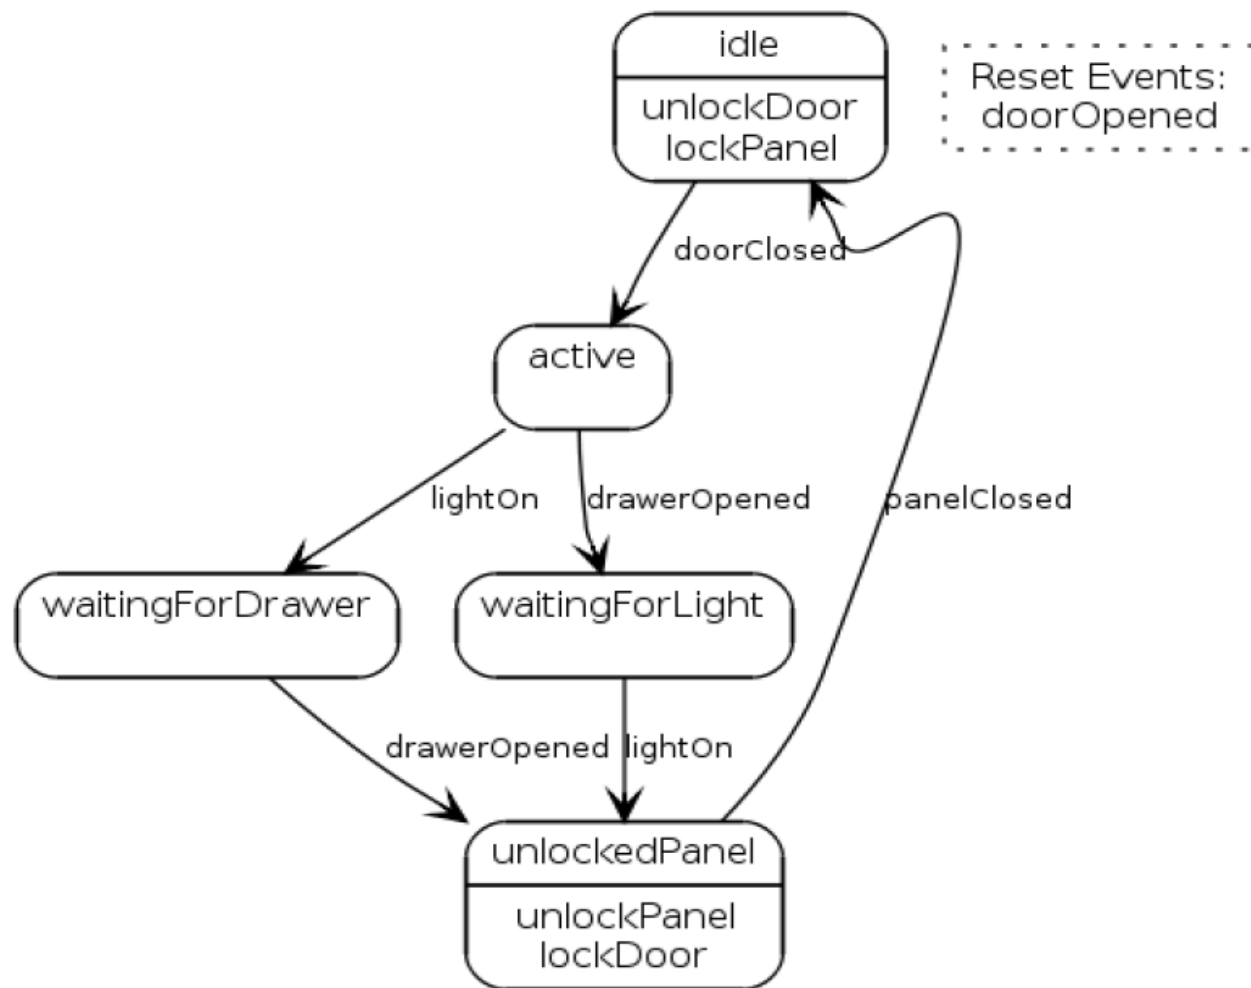 idle
unlockDoor
lockPanel
Reset Events:
doorOpened
doorClosed
active
lightOn
drawerOpened
panelClosed
waitingForDrawer
waitingForLight
drawerOpened
lightOn
unlockedPanel
unlockPanel
lockDoor